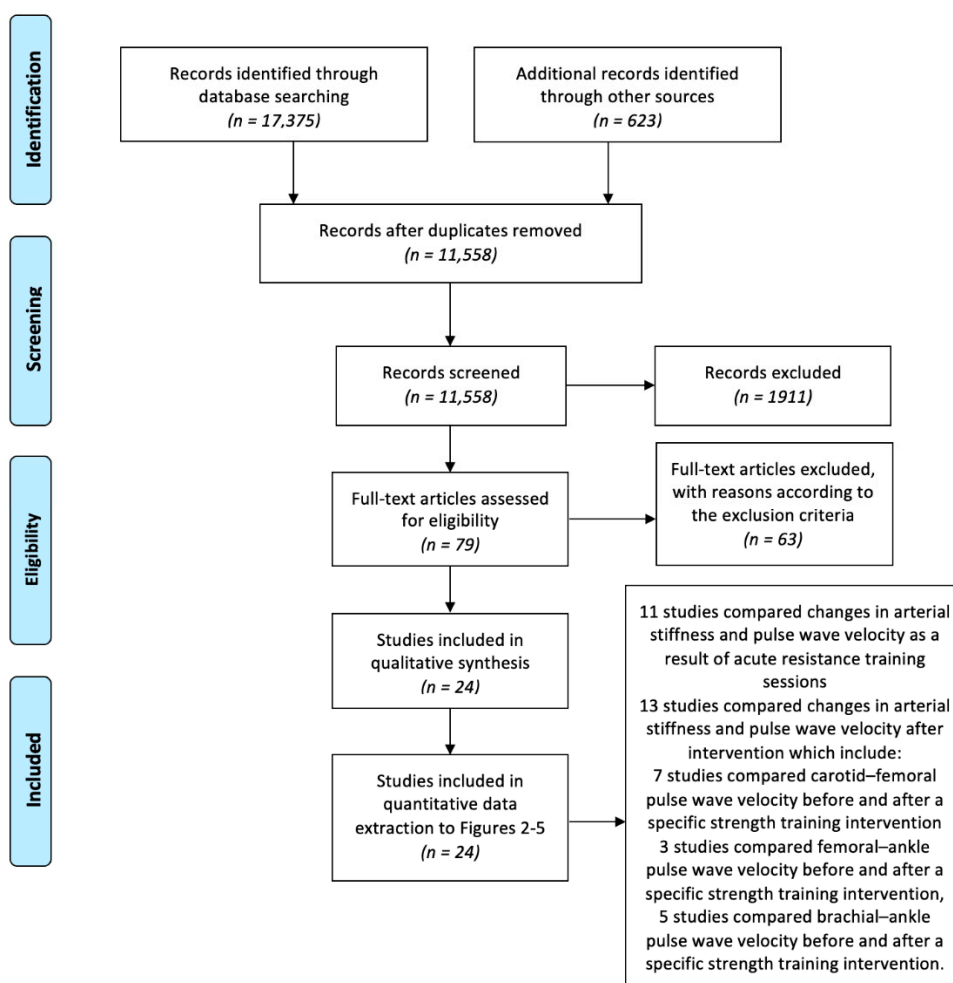 Identification
Records identified through
database searching
(n = 17,375)
Additional records identified
through other sources
(n = 623)
Records after duplicates removed
(n = 11,558)
Screening
Records screened
(n = 11,558)
Records excluded
(n = 1911)
Eligibility
Full-text articles assessed
for eligibility
(n = 79)
Full-text articles excluded,
with reasons according to
the exclusion criteria
(n = 63)
Studies included in
qualitative synthesis
(n = 24)
Included
Studies included in
quantitative data
extraction to Figures 2-5
(n = 24)
11 studies compared changes in arterial
stiffness and pulse wave velocity as a
result of acute resistance training
sessions
13 studies compared changes in arterial
stiffness and pulse wave velocity after
intervention which include:
7 studies compared carotid–femoral
pulse wave velocity before and after a
specific strength training intervention
3 studies compared femoral–ankle
pulse wave velocity before and after a
specific strength training intervention,
5 studies compared brachial–ankle
pulse wave velocity before and after a
specific strength training intervention.